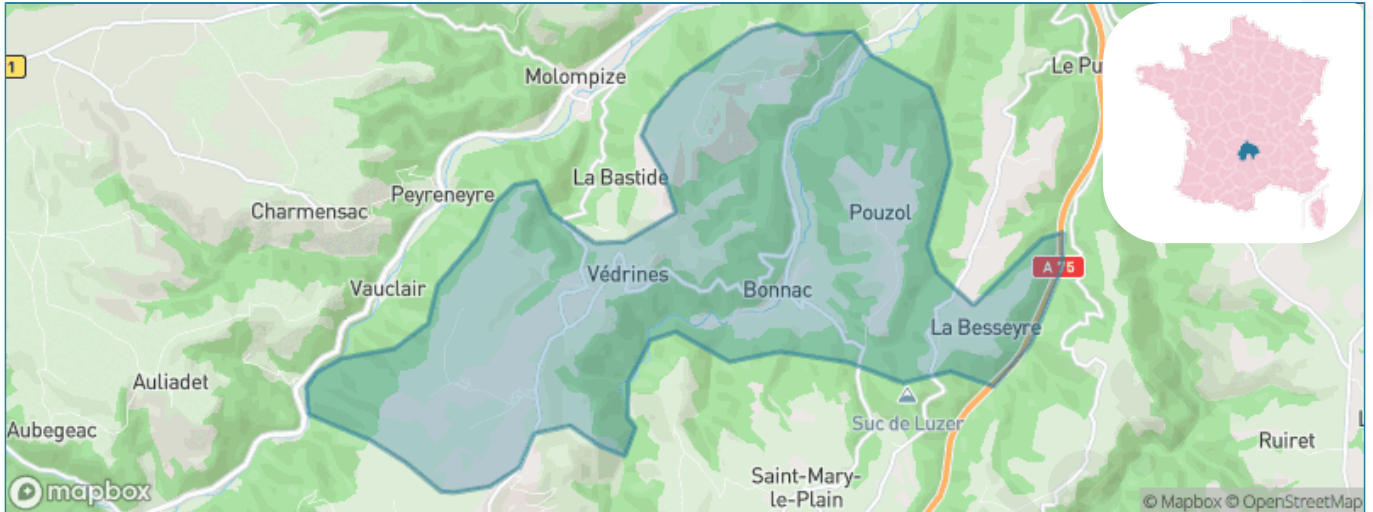 1
Molompize
Le Pu
La Bastide
Peyreneyre
Charmensac
Pouzol
Védrines
A 75
Vauclair
Bonnac
La Besseyre
Auliadet
Suc de Luzer
Aubegeac
Ruiret
L
Saint-Mary-
le-Plain
mapbox
© Mapbox © OpenStreetMap